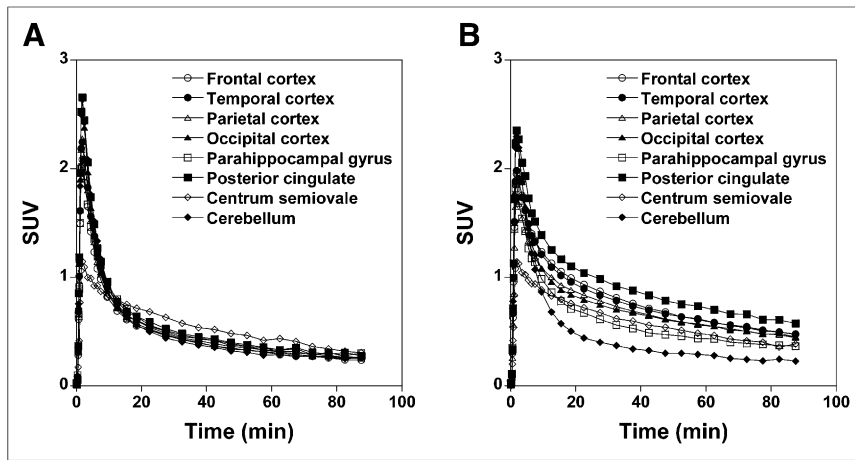 A
3
2
1
0
SUV
Frontal cortex
Temporal cortex
Parietal cortex
Occipital cortex
Parahippocampal gyrus
Posterior cingulate
Centrum semiovale
Cerebellum
0 20 40 60 80 100
Time (min)
B
3
2
1
0
SUV
Frontal cortex
Temporal cortex
Parietal cortex
Occipital cortex
Parahippocampal gyrus
Posterior cingulate
Centrum semiovale
Cerebellum
0 20 40 60 80 100
Time (min)